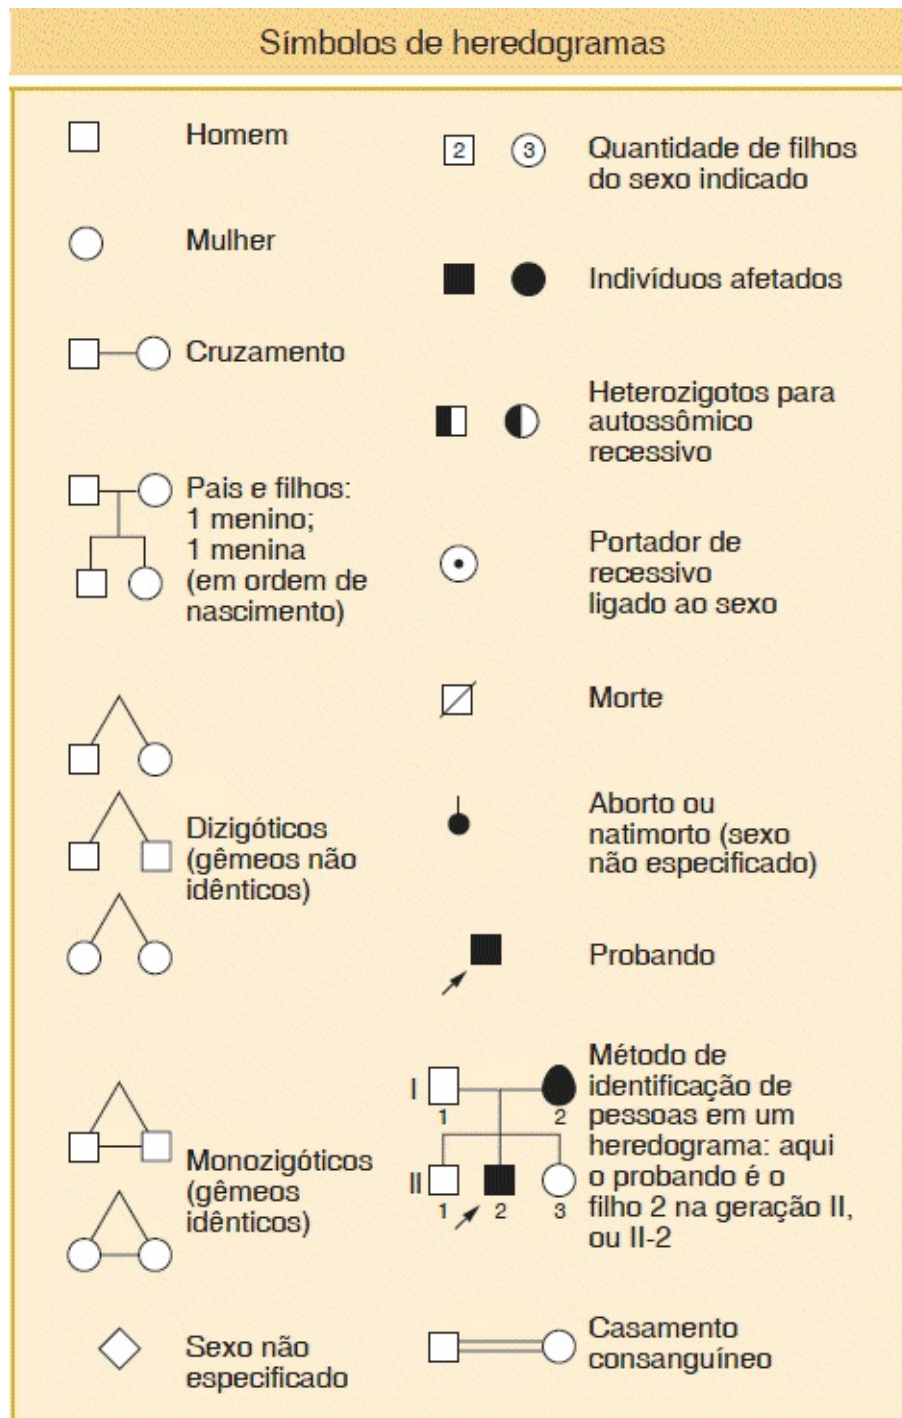 Símbolos de heredogramas
Homem
Mulher
Cruzamento
Pais e filhos:
1 menino;
1 menina
(em ordem de
nascimento)
Dizigóticos
(gêmeos não
idênticos)
Monozigóticos
(gêmeos
idênticos)
Sexo não
especificado
2 3
Quantidade de filhos
do sexo indicado
Indivíduos afetados
Heterozigotos para
autossômico
recessivo
Portador de
recessivo
ligado ao sexo
Morte
Aborto ou
natimorto (sexo
não especificado)
Probando
I
1 2
II
1 2 3
Método de
identificação de
pessoas em um
heredograma: aqui
o probando é o
filho 2 na geração II,
ou II-2
Casamento
consanguíneo